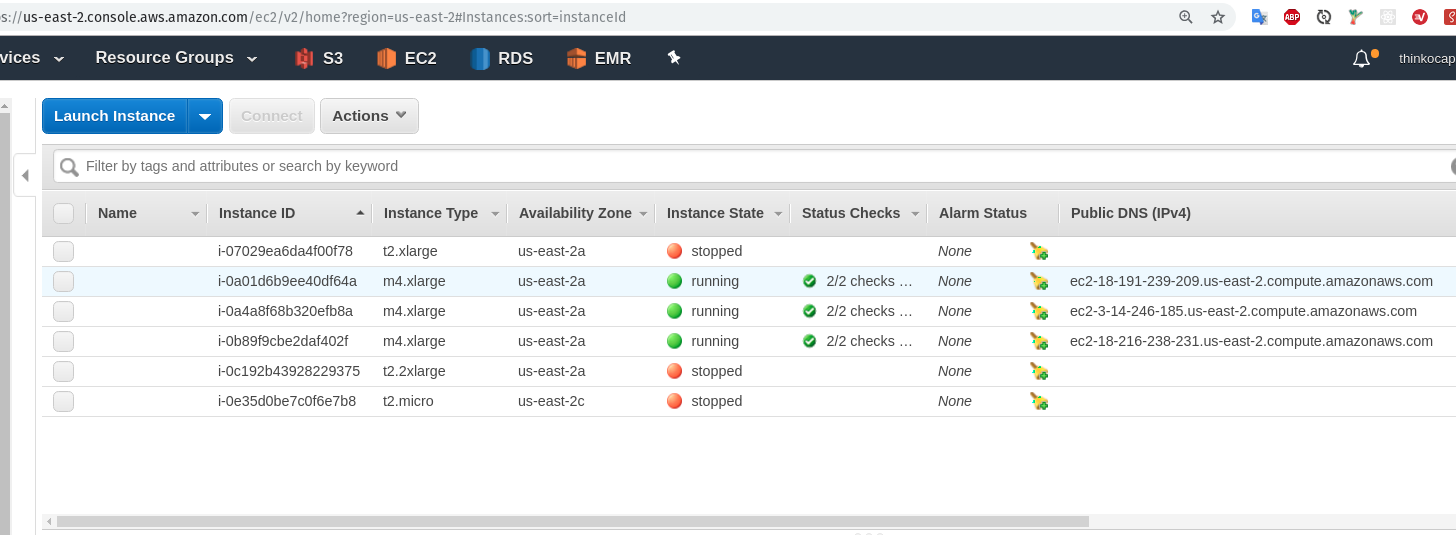 s://us-east-2.console.aws.amazon.com/ec2/v2/home?region=us-east-2#Instances:sort=instanceId ABP
vices Resource Groups S3 EC2 RDS EMR thinkocap
Launch Instance Connect Actions
Filter by tags and attributes or search by keyword
Name Instance ID Instance Type Availability Zone Instance State Status Checks Alarm Status Public DNS (IPv4)
i-07029ea6da4f00f78 t2.xlarge us-east-2a stopped None
i-0a01d6b9ee40df64a m4.xlarge us-east-2a running 2/2 checks … None ec2-18-191-239-209.us-east-2.compute.amazonaws.com
i-0a4a8f68b320efb8a m4.xlarge us-east-2a running 2/2 checks … None ec2-3-14-246-185.us-east-2.compute.amazonaws.com
i-0b89f9cbe2daf402f m4.xlarge us-east-2a running 2/2 checks … None ec2-18-216-238-231.us-east-2.compute.amazonaws.com
i-0c192b43928229375 t2.2xlarge us-east-2a stopped None
i-0e35d0be7c0f6e7b8 t2.micro us-east-2c stopped None